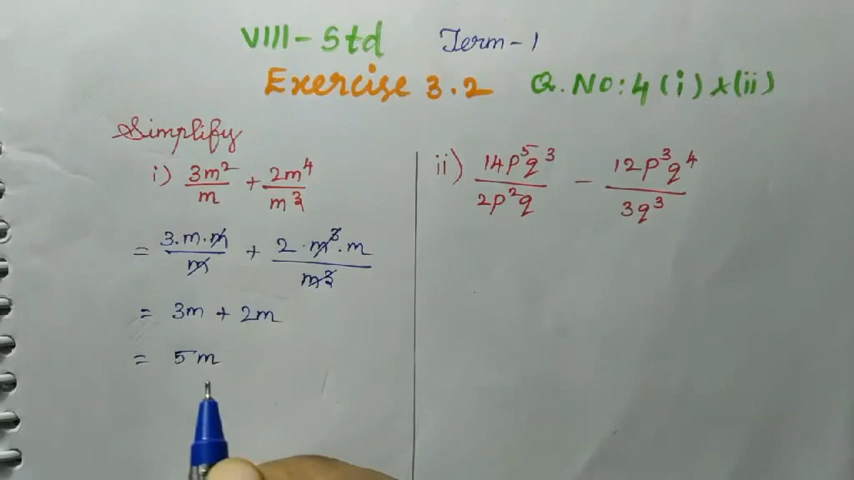 VIII-Std Term-1
Exercise 3.2 Q.NO:4(i)&(ii)
Simplify
i) 3m²/m + 2m⁴/m³
= 3.m.m/m + 2.m³.m/m³
= 3m + 2m
= 5m
ii) 14p⁵q³/2p²q - 12p³q⁴/3q³